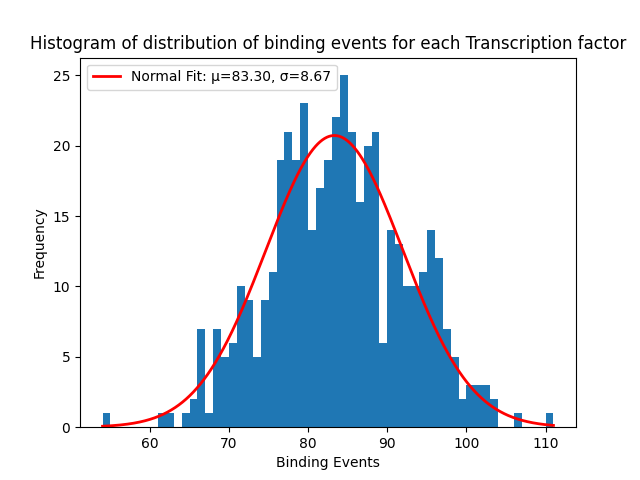 Histogram of distribution of binding events for each Transcription factor
Normal Fit: μ=83.30, σ=8.67
25
20
15
10
5
0
Frequency
60 70 80 90 100 110
Binding Events